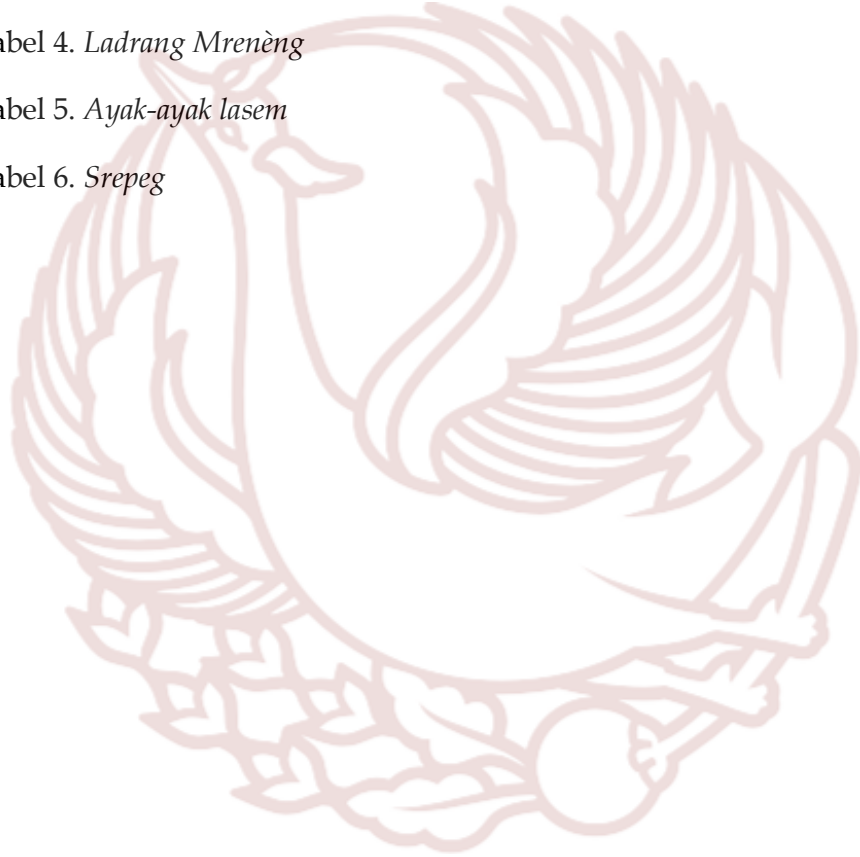 abel 4. Ladrang Mrenèng
abel 5. Ayak-ayak lasem
abel 6. Srepeg